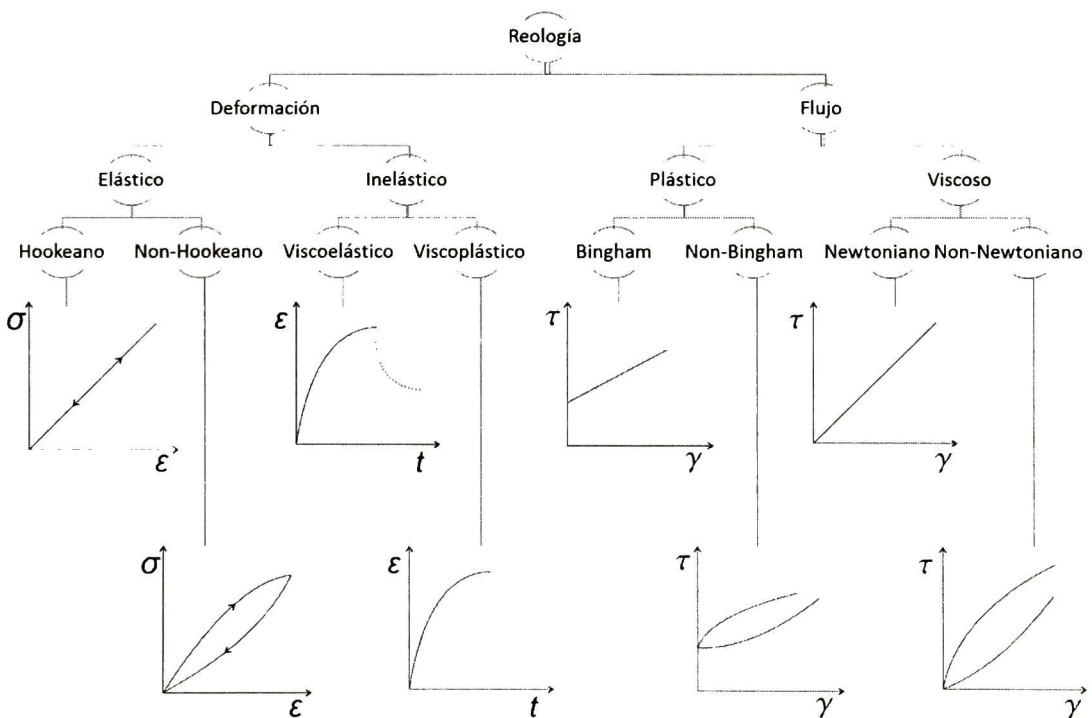 Reología
Deformación Flujo
Elástico Inelástico Plástico Viscoso
Hookeano Non-Hookeano Viscoelástico Viscoplástico Bingham Non-Bingham Newtoniano Non-Newtoniano
σ ε τ τ
ε t γ γ
σ ε τ τ
ε t γ γ